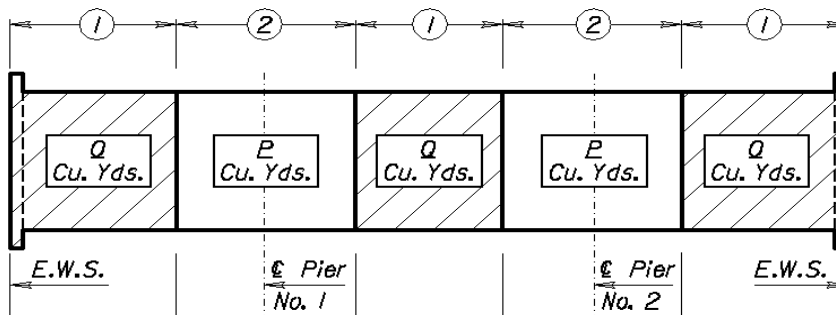 1 2 1 2 1
Q P Q P Q
Cu. Yds. Cu. Yds. Cu. Yds. Cu. Yds. Cu. Yds.
E.W.S. ℄ Pier ℄ Pier E.W.S.
No. 1 No. 2